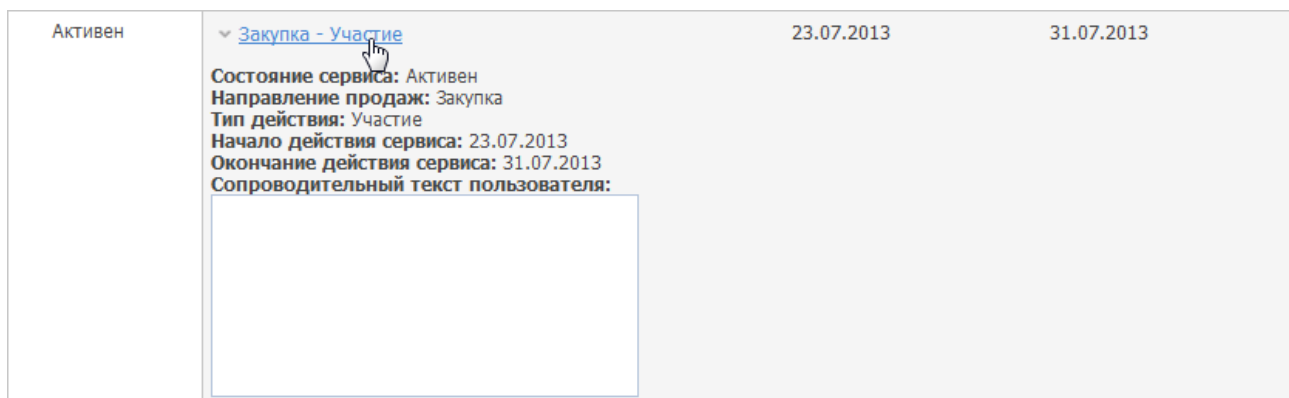 Активен Закупка - Участие 23.07.2013 31.07.2013
Состояние сервиса: Активен
Направление продаж: Закупка
Тип действия: Участие
Начало действия сервиса: 23.07.2013
Окончание действия сервиса: 31.07.2013
Сопроводительный текст пользователя: